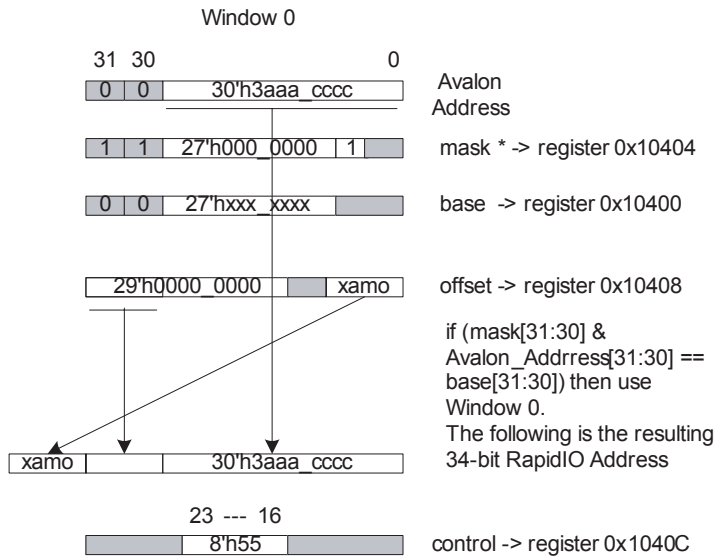 Window 0
31 30 0
0 0 30'h3aaa_cccc Avalon Address
1 1 27'h000_0000 1 mask * -> register 0x10404
0 0 27'hxxx_xxxx base -> register 0x10400
29'h0000_0000 xamo offset -> register 0x10408
if (mask[31:30] &
Avalon_Addrress[31:30] ==
base[31:30]) then use
Window 0.
The following is the resulting
34-bit RapidIO Address
xamo 30'h3aaa_cccc
23 --- 16
8'h55 control -> register 0x1040C